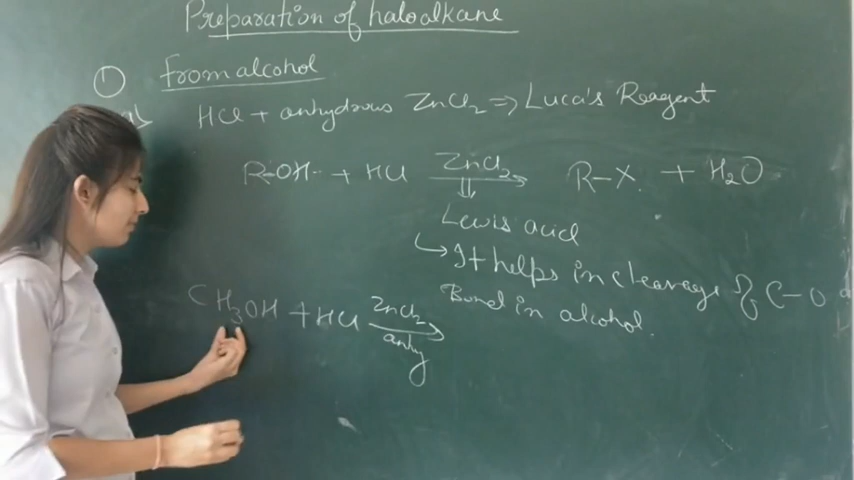 Preparation of haloalkane
① From alcohol
a)
HCl + anhydrous ZnCl2 ⇒ Luca's Reagent
R-OH + HCl ZnCl2 → R-X. + H2O
⇓
Lewis acid
↳ It helps in cleavage of C-O
Bond in alcohol.
CH3OH + HCl ZnCl2 → anhy